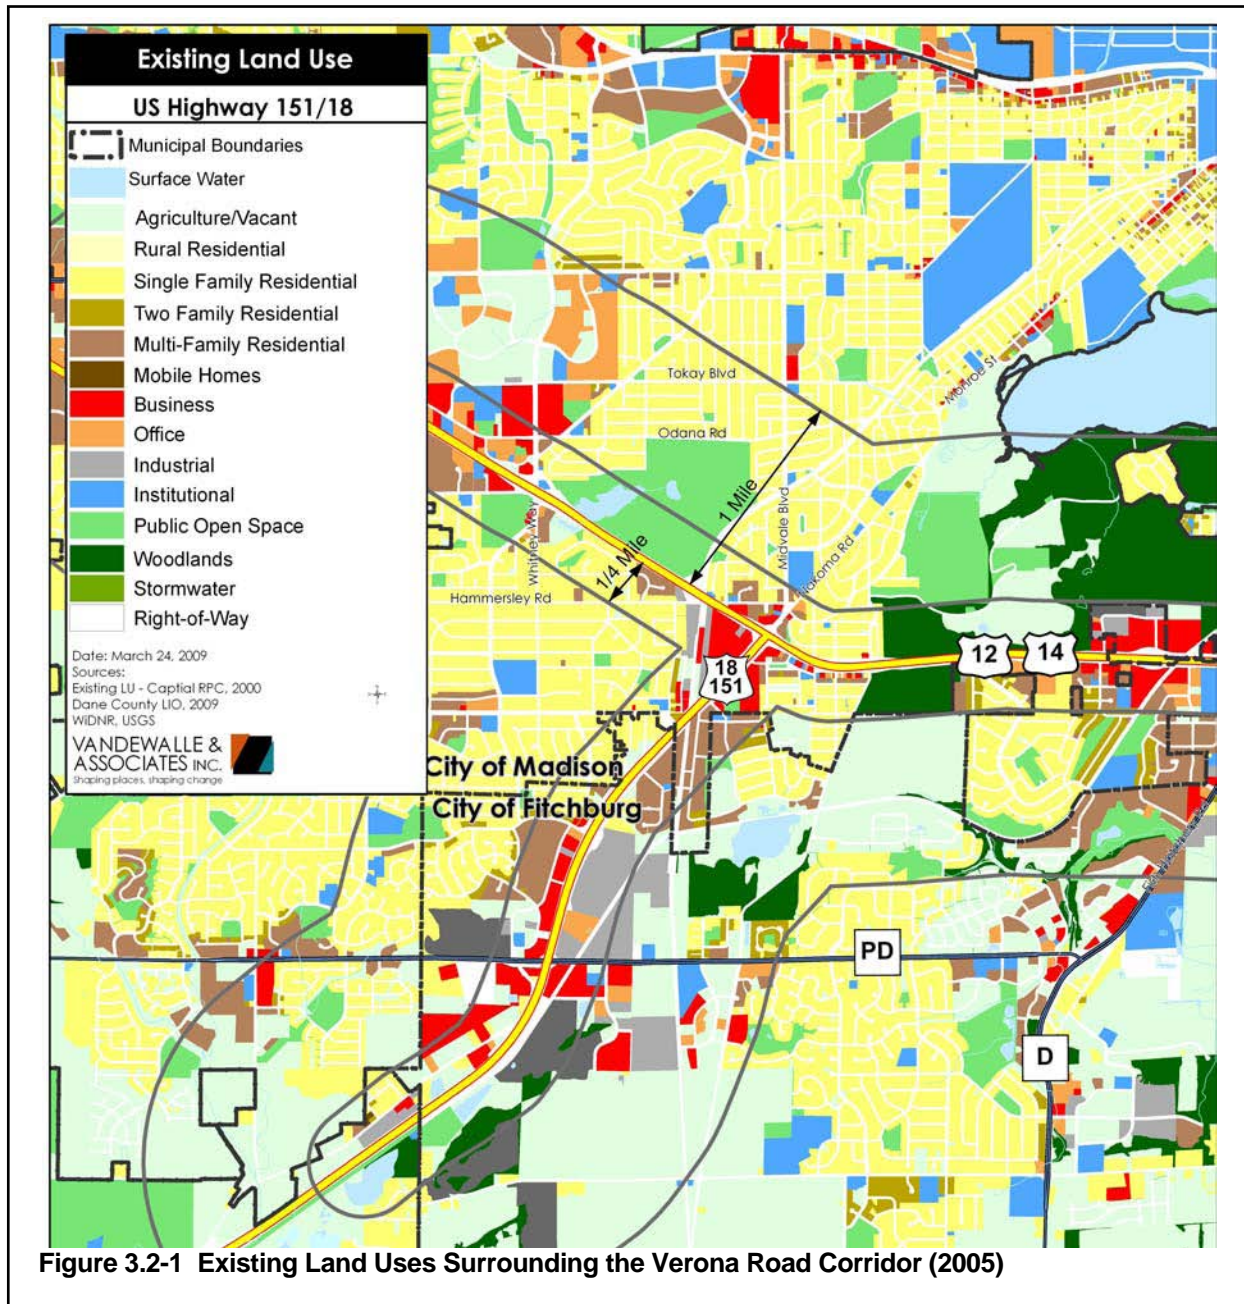 Existing Land Use
US Highway 151/18
Municipal Boundaries
Surface Water
Agriculture/Vacant
Rural Residential
Single Family Residential
Two Family Residential
Multi-Family Residential
Mobile Homes
Business
Office
Industrial
Institutional
Public Open Space
Woodlands
Stormwater
Right-of-Way
Date: March 24, 2009
Sources:
Existing LU - Captial RPC, 2000
Dane County LIO, 2009
WiDNR, USGS
VANDEWALLE &
ASSOCIATES INC.
Shaping places, shaping change
Tokay Blvd
Odana Rd
Monroe St
1 Mile
Midvale Blvd
Whitney Way
1/4 Mile
Nakoma Rd
Hammersley Rd
18
151
12
14
City of Madison
City of Fitchburg
PD
D
Figure 3.2-1 Existing Land Uses Surrounding the Verona Road Corridor (2005)